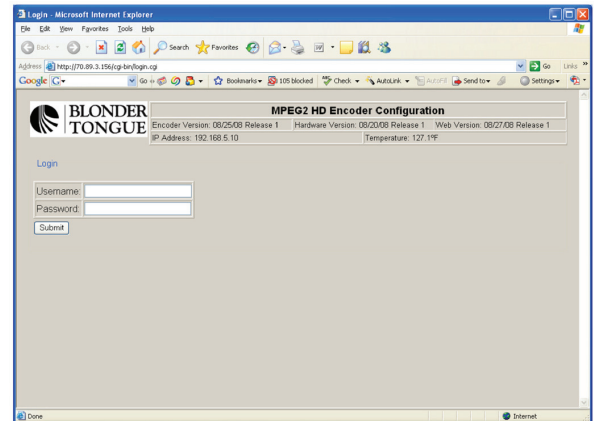 Login - Microsoft Internet Explorer
File Edit View Favorites Tools Help
Back Search Favorites
Address http://70.89.3.156/cgi-bin/login.cgi Go Links »
Google G Go Bookmarks 105 blocked Check AutoLink AutoFill Send to Settings
BLONDER TONGUE
MPEG2 HD Encoder Configuration
Encoder Version: 08/25/08 Release 1 Hardware Version: 08/20/08 Release 1 Web Version: 08/27/08 Release 1
IP Address: 192.168.5.10 Temperature: 127.1ºF
Login
Username:
Password:
Submit
Done Internet